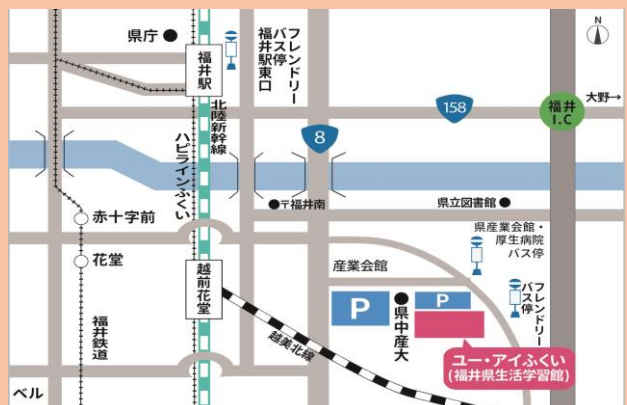 県庁
福井駅
フレンドリー
バス停
福井駅東口
N
大野→
158
福井
I.C
8
北陸新幹線
ハピラインふくい
〒福井南
県立図書館
赤十字前
県産業会館・
厚生病院
バス停
花堂
越前花堂
産業会館
フレンドリー
バス停
P
県中産大
P
福井鉄道
越美北線
ユー・アイふくい
(福井県生活学習館)
ベル